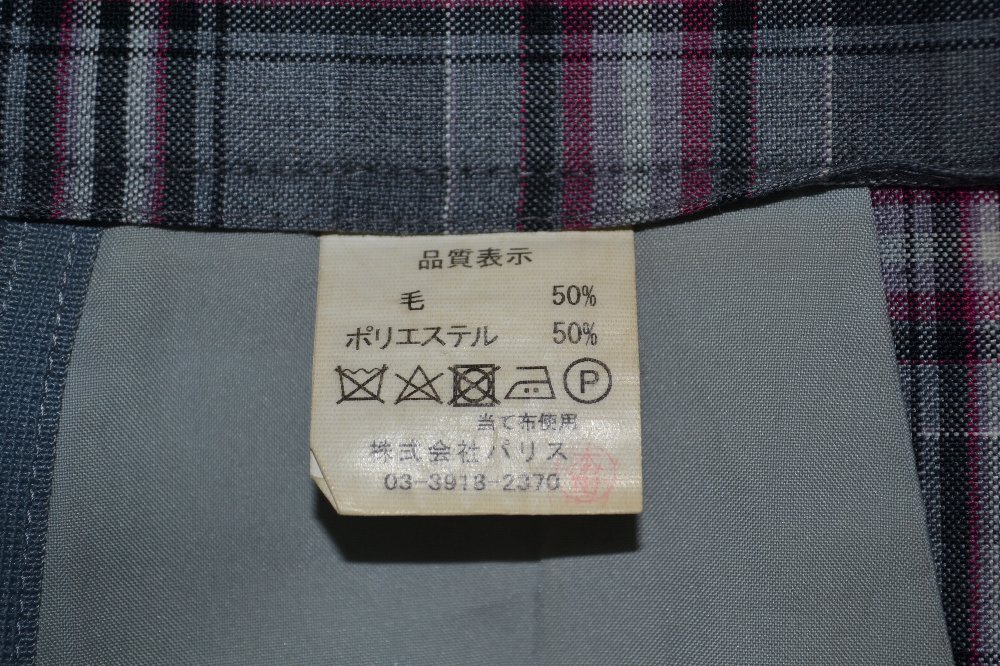 品質表示
毛 50%
ポリエステル 50%
P
当て布使用
株式会社パリス
03-3913-2370